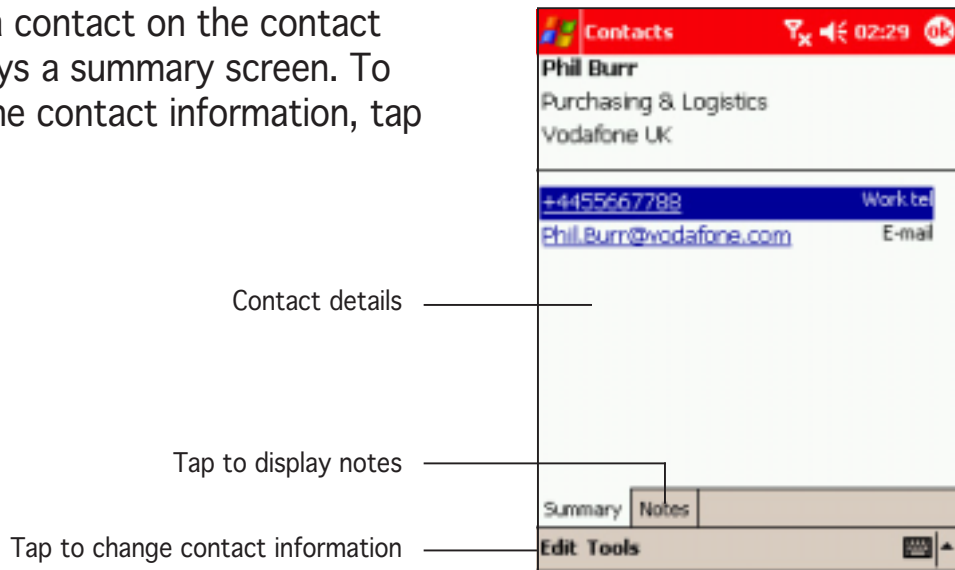 a contact on the contact
ys a summary screen. To
ne contact information, tap
Contacts 02:29 ok
Phil Burr
Purchasing & Logistics
Vodafone UK
+4455667788 Work tel
Phil.Burr@vodafone.com E-mail
Contact details
Tap to display notes
Summary Notes
Tap to change contact information
Edit Tools